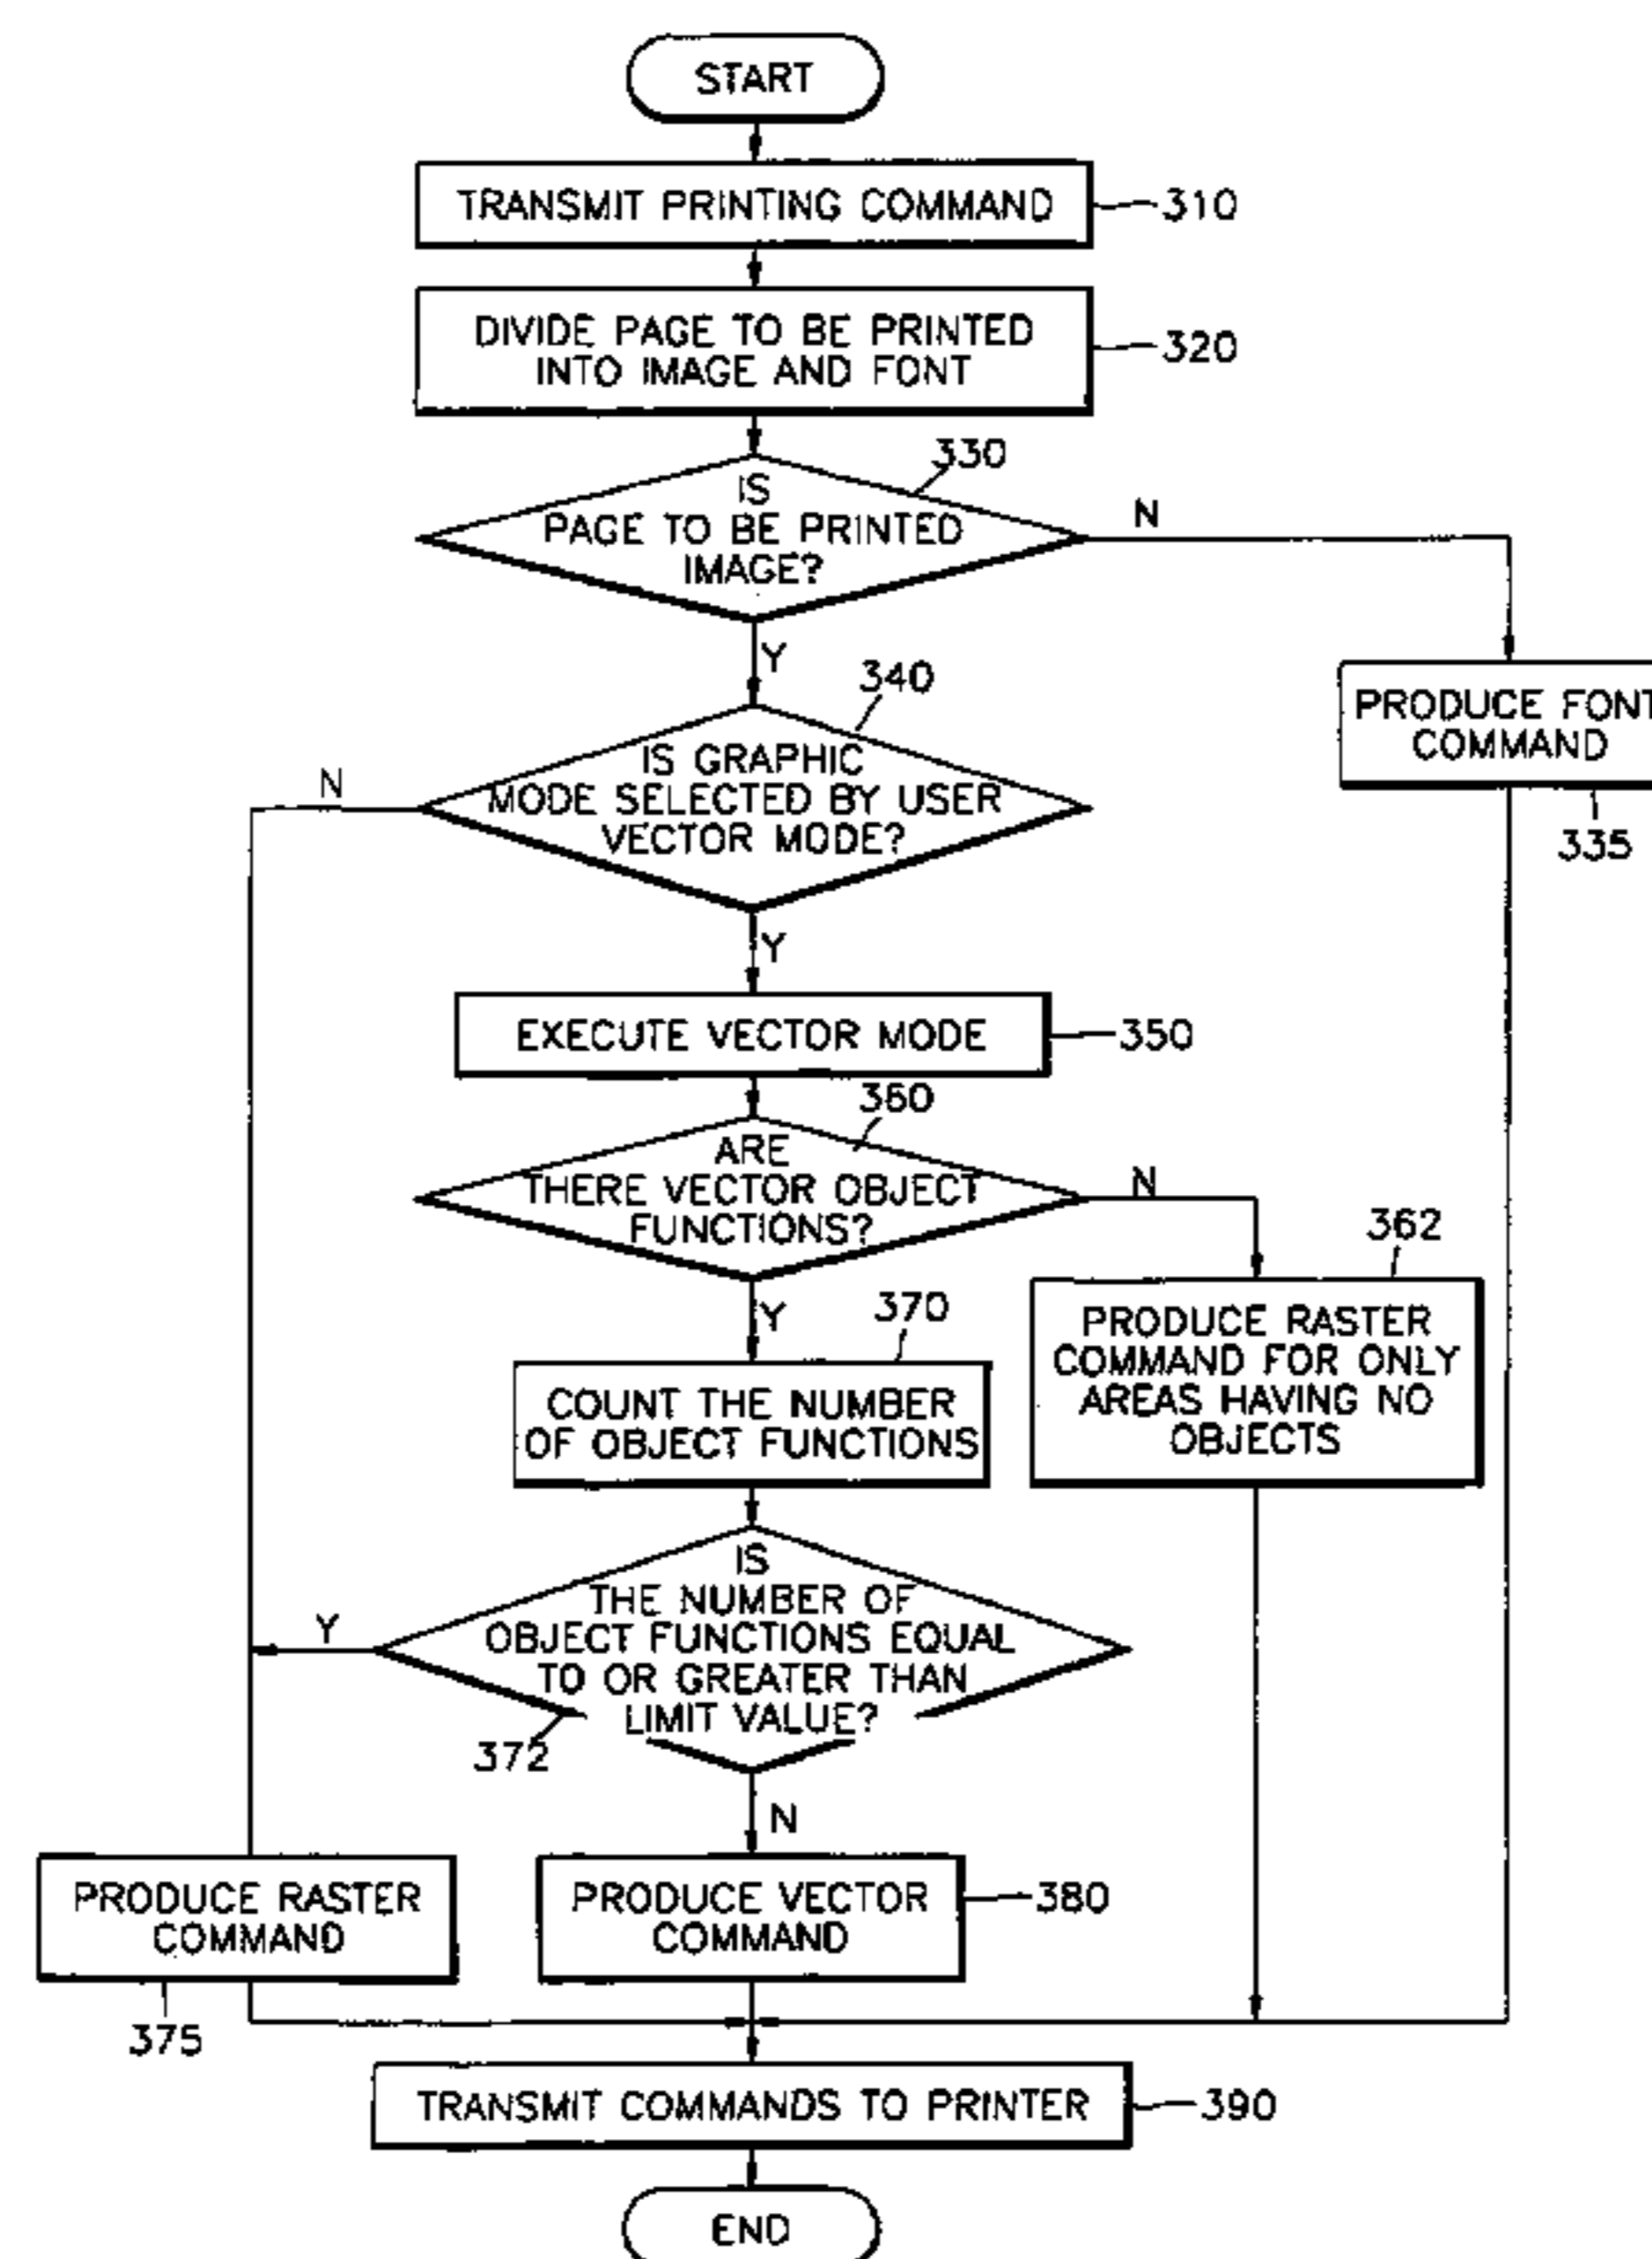 START
TRANSMIT PRINTING COMMAND
310
DIVIDE PAGE TO BE PRINTED
INTO IMAGE AND FONT
320
330
IS
PAGE TO BE PRINTED
IMAGE?
N
Y
340
IS GRAPHIC
MODE SELECTED BY USER
VECTOR MODE?
N
PRODUCE FONT
COMMAND
335
Y
EXECUTE VECTOR MODE
350
360
ARE
THERE VECTOR OBJECT
FUNCTIONS?
N
362
Y
370
PRODUCE RASTER
COMMAND FOR ONLY
AREAS HAVING NO
OBJECTS
COUNT THE NUMBER
OF OBJECT FUNCTIONS
IS
THE NUMBER OF
OBJECT FUNCTIONS EQUAL
TO OR GREATER THAN
LIMIT VALUE?
Y
372
N
PRODUCE RASTER
COMMAND
375
PRODUCE VECTOR
COMMAND
380
TRANSMIT COMMANDS TO PRINTER
390
END